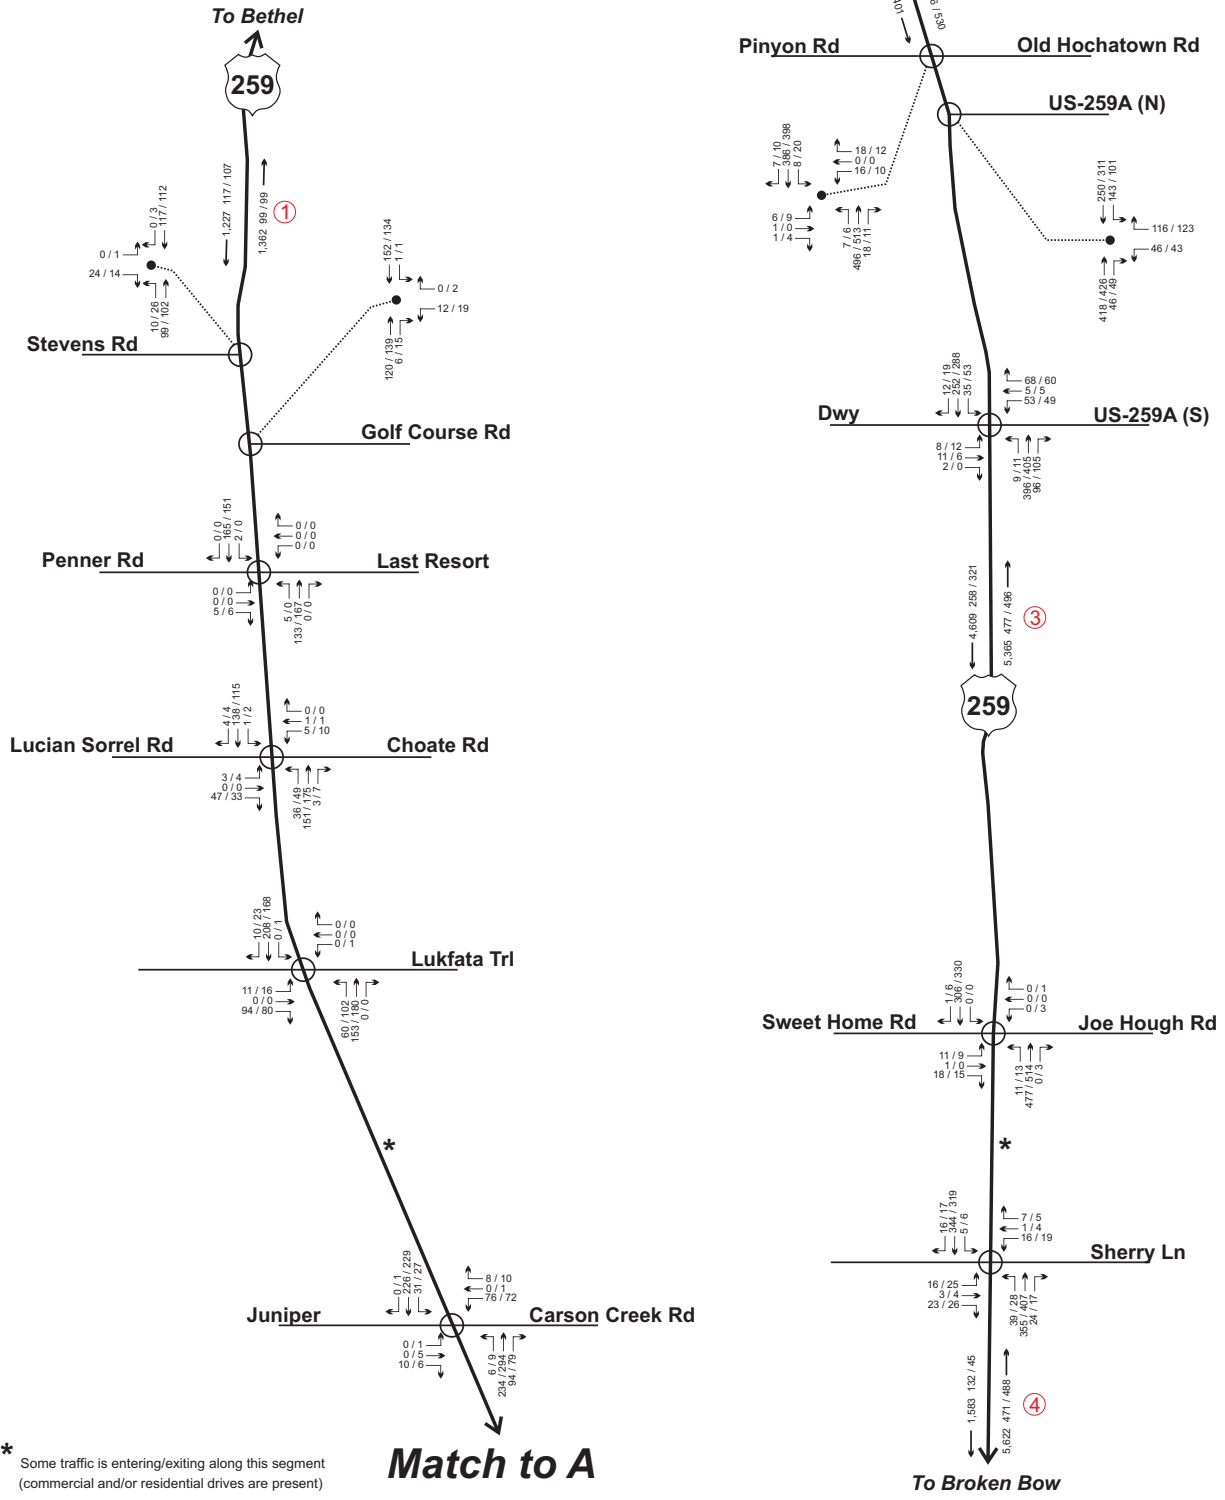 To Bethel
259
1,227 117 / 107
1,362 99 / 99
1
0 / 3
117 / 112
0 / 1
24 / 14
10 / 26
99 / 102
152 / 134
1 / 1
0 / 2
12 / 19
120 / 139
6 / 15
Stevens Rd
Golf Course Rd
0 / 0
165 / 151
2 / 0
0 / 0
0 / 0
0 / 0
Penner Rd
Last Resort
0 / 0
0 / 0
5 / 6
5 / 0
133 / 167
0 / 0
4 / 4
138 / 115
1 / 2
0 / 0
1 / 1
5 / 10
Lucian Sorrel Rd
Choate Rd
3 / 4
0 / 0
47 / 33
36 / 49
151 / 175
3 / 7
10 / 23
208 / 168
0 / 1
0 / 0
0 / 0
0 / 1
Lukfata Trl
11 / 16
0 / 0
94 / 80
60 / 102
153 / 180
0 / 0
*
0 / 1
226 / 229
31 / 27
8 / 10
0 / 1
76 / 72
Juniper
Carson Creek Rd
0 / 1
0 / 5
10 / 6
6 / 9
234 / 294
94 / 79
Match to A
* Some traffic is entering/exiting along this segment
(commercial and/or residential drives are present)
401
6 / 530
Pinyon Rd
Old Hochatown Rd
US-259A (N)
7 / 10
386 / 398
8 / 20
18 / 12
0 / 0
16 / 10
6 / 9
1 / 0
1 / 4
7 / 6
496 / 513
18 / 11
250 / 311
143 / 101
116 / 123
46 / 43
418 / 426
46 / 49
12 / 19
252 / 288
35 / 53
68 / 60
5 / 5
53 / 49
Dwy
US-259A (S)
8 / 12
11 / 6
2 / 0
9 / 11
396 / 405
96 / 105
4,609 258 / 321
5,365 477 / 496
3
259
1 / 6
306 / 330
0 / 0
0 / 1
0 / 0
0 / 3
Sweet Home Rd
Joe Hough Rd
11 / 9
1 / 0
18 / 15
11 / 13
477 / 514
0 / 3
*
16 / 17
344 / 319
5 / 6
7 / 5
1 / 4
16 / 19
Sherry Ln
16 / 25
3 / 4
23 / 26
39 / 28
355 / 407
24 / 17
1,583 132 / 45
5,622 471 / 488
4
To Broken Bow